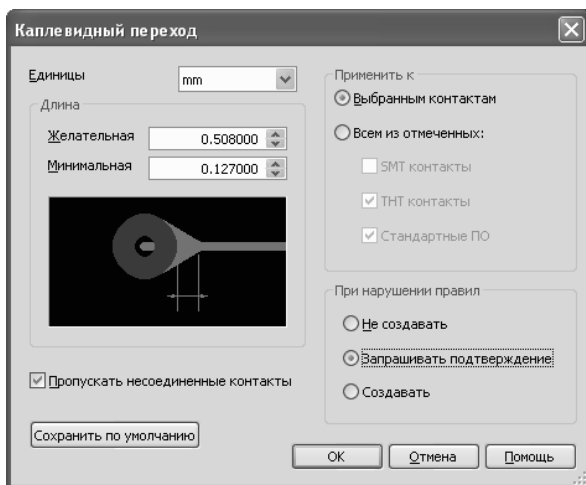 Каплевидный переход
Единицы
mm
Длина
Желательная
0.508000
Минимальная
0.127000
Пропускать несоединенные контакты
Сохранить по умолчанию
Применить к
Выбранным контактам
Всем из отмеченных:
SMT контакты
THT контакты
Стандартные ПО
При нарушении правил
Не создавать
Запрашивать подтверждение
Создавать
OK
Отмена
Помощь